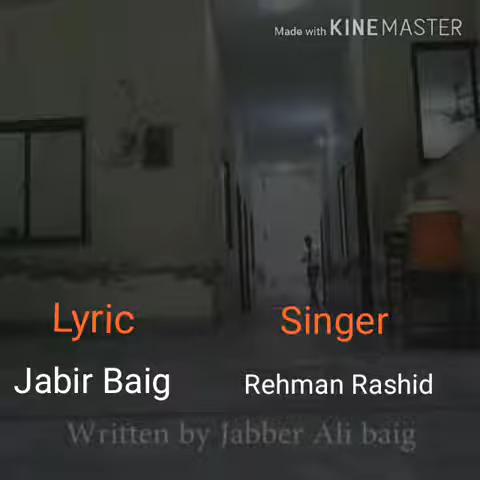 Made with KINEMASTER
Lyric Singer
Jabir Baig Rehman Rashid
Written by Jabber Ali baig